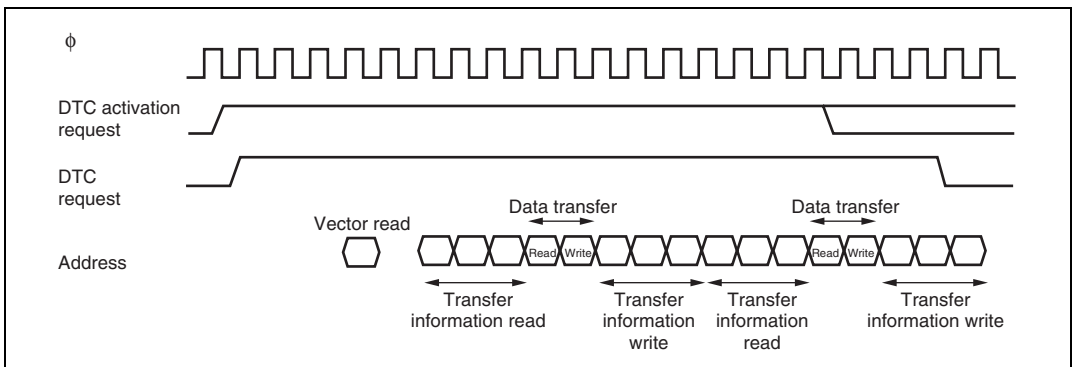 ϕ
DTC activation
request
DTC
request
Address
Vector read
Data transfer
Data transfer
Read Write
Read Write
Transfer
information read
Transfer
information
write
Transfer
information
read
Transfer
information write